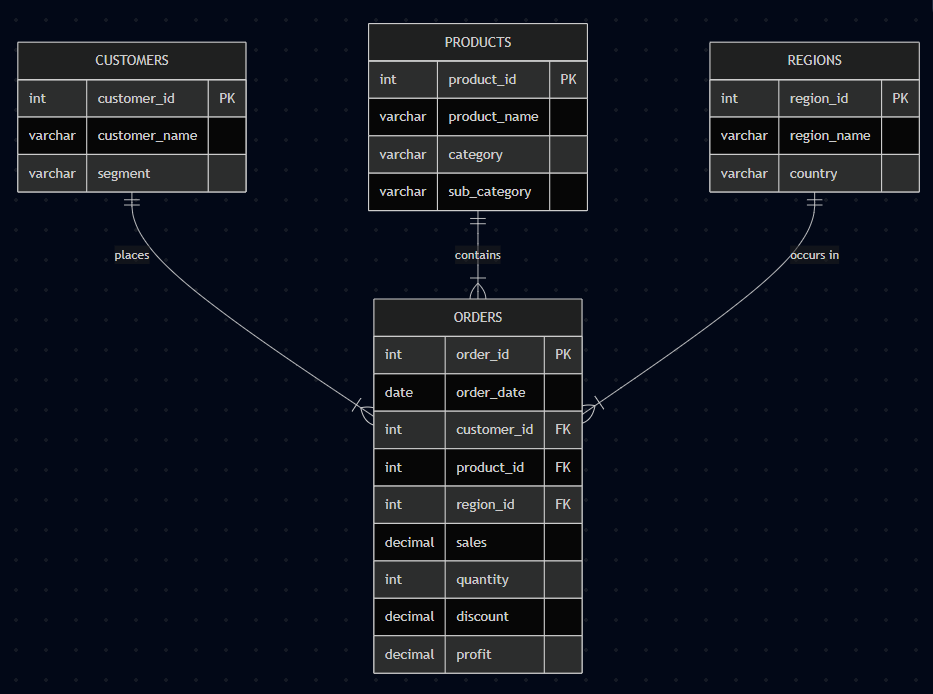 CUSTOMERS
int customer_id PK
varchar customer_name
varchar segment
PRODUCTS
int product_id PK
varchar product_name
varchar category
varchar sub_category
REGIONS
int region_id PK
varchar region_name
varchar country
places
contains
occurs in
ORDERS
int order_id PK
date order_date
int customer_id FK
int product_id FK
int region_id FK
decimal sales
int quantity
decimal discount
decimal profit